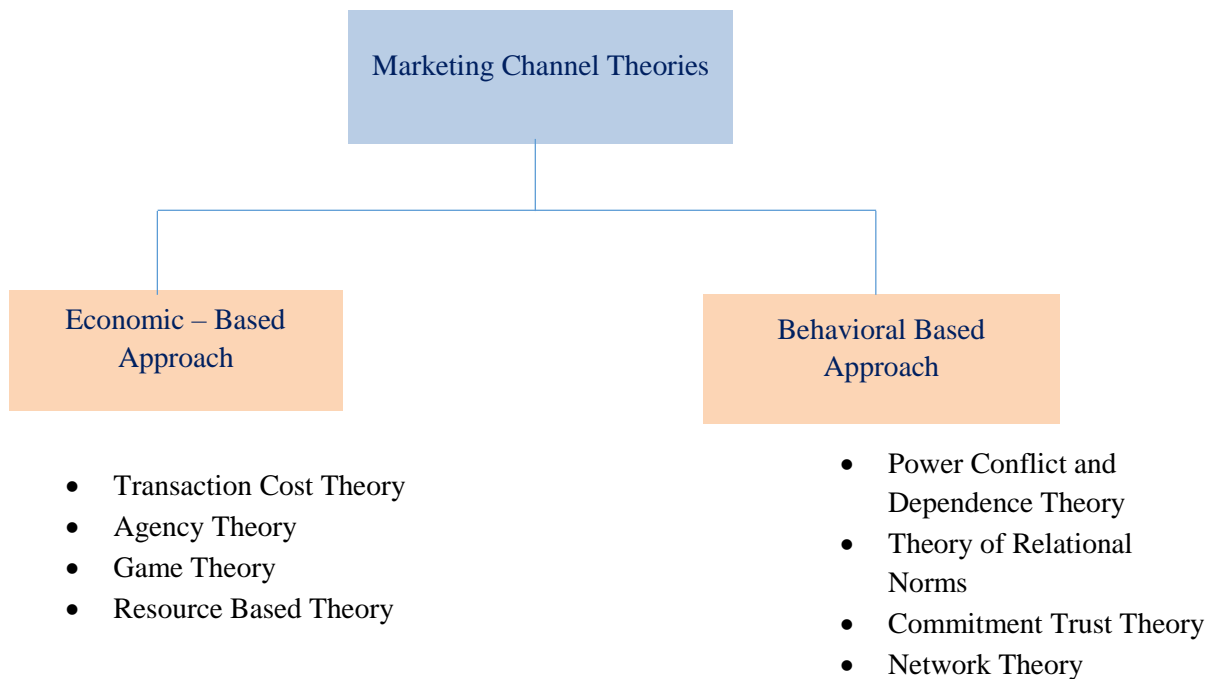 Marketing Channel Theories
Economic – Based
Approach
Behavioral Based
Approach
• Transaction Cost Theory
• Agency Theory
• Game Theory
• Resource Based Theory
• Power Conflict and
Dependence Theory
• Theory of Relational
Norms
• Commitment Trust Theory
• Network Theory